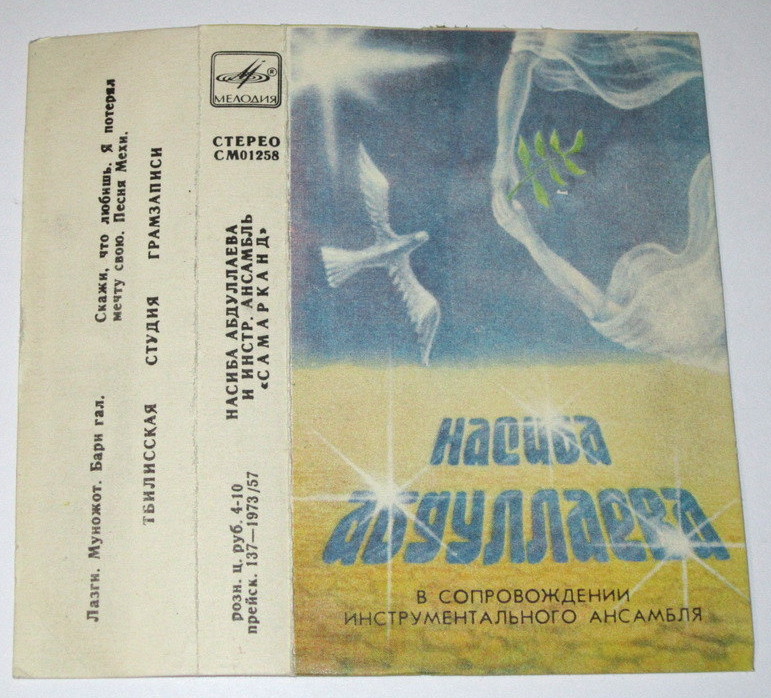 Лазги. Муножот. Бари гал.
Скажи, что любишь. Я потерял
мечту свою. Песня Мехи.
ТБИЛИССКАЯ СТУДИЯ ГРАМЗАПИСИ
МЕЛОДИЯ
СТЕРЕО
СМ01258
НАСИБА АБДУЛЛАЕВА
И ИНСТР. АНСАМБЛЬ
«САМАРКАНД»
розн. ц. руб. 4-10
прейск. 137—1973/57
Насиба
Абдуллаева
В СОПРОВОЖДЕНИИ
ИНСТРУМЕНТАЛЬНОГО АНСАМБЛЯ